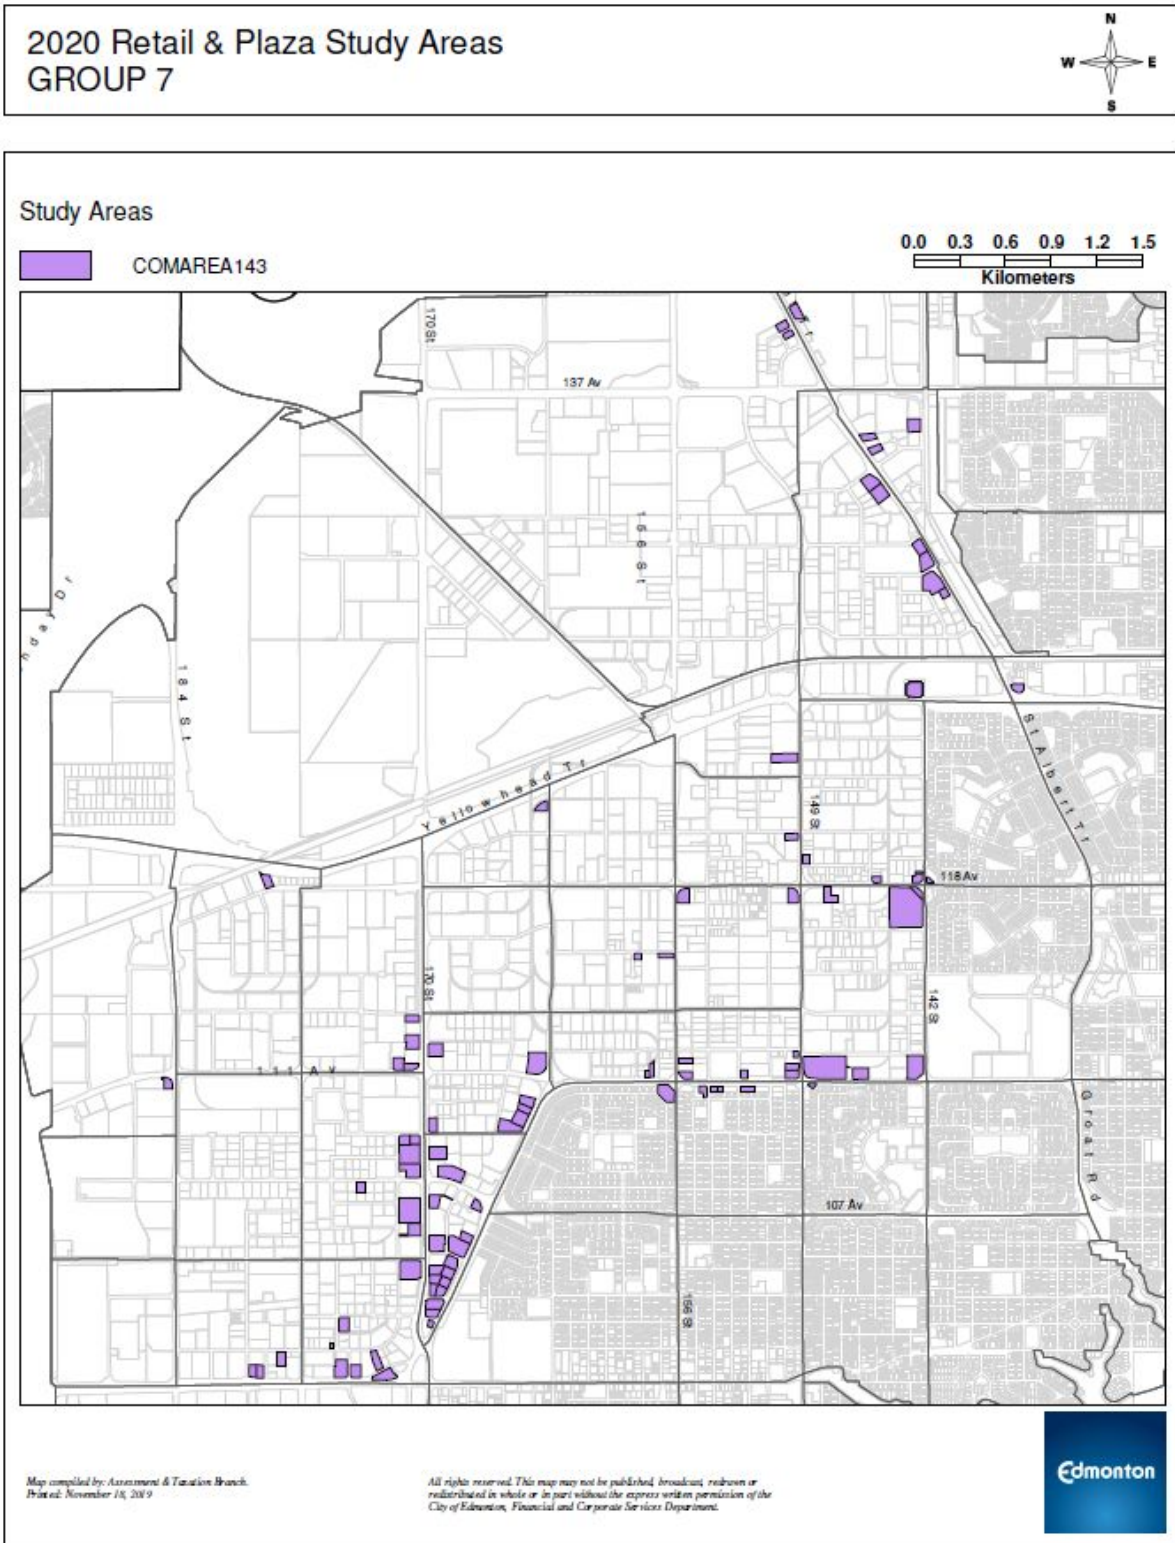 2020 Retail & Plaza Study Areas
GROUP 7
N
W E
S
Study Areas
COMAREA143
0.0 0.3 0.6 0.9 1.2 1.5
Kilometers
170 St
137 Av
156 St
nday Dr
184 St
St Albert Tr
Yellowhead Tr
149 St
118 Av
170 St
142 St
111 Av
Groat Rd
107 Av
156 St
Edmonton
Map compiled by: Assessment & Taxation Branch.
Printed: November 18, 2019
All rights reserved. This map may not be published, broadcast, redrawn or
redistributed in whole or in part without the express written permission of the
City of Edmonton, Financial and Corporate Services Department.